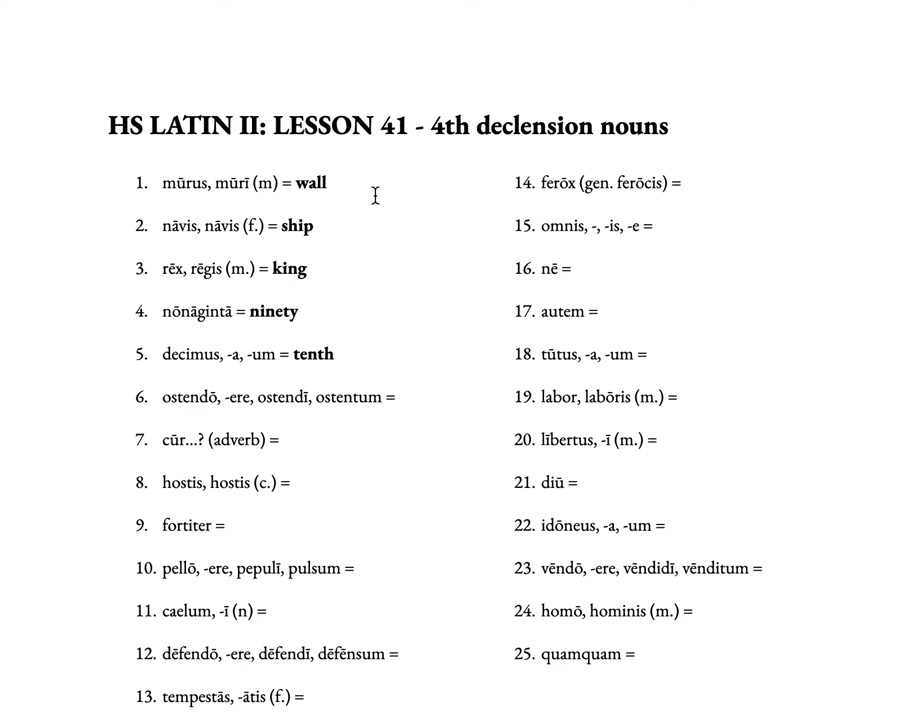 HS LATIN II: LESSON 41 - 4th declension nouns
1. mūrus, mūrī (m) = wall
2. nāvis, nāvis (f.) = ship
3. rēx, rēgis (m.) = king
4. nōnāgintā = ninety
5. decimus, -a, -um = tenth
6. ostendō, -ere, ostendī, ostentum =
7. cūr...? (adverb) =
8. hostis, hostis (c.) =
9. fortiter =
10. pellō, -ere, pepulī, pulsum =
11. caelum, -ī (n) =
12. dēfendō, -ere, dēfendī, dēfēnsum =
13. tempestās, -ātis (f.) =
14. ferōx (gen. ferōcis) =
15. omnis, -, -is, -e =
16. nē =
17. autem =
18. tūtus, -a, -um =
19. labor, labōris (m.) =
20. lībertus, -ī (m.) =
21. diū =
22. idōneus, -a, -um =
23. vēndō, -ere, vēndidī, vēnditum =
24. homō, hominis (m.) =
25. quamquam =